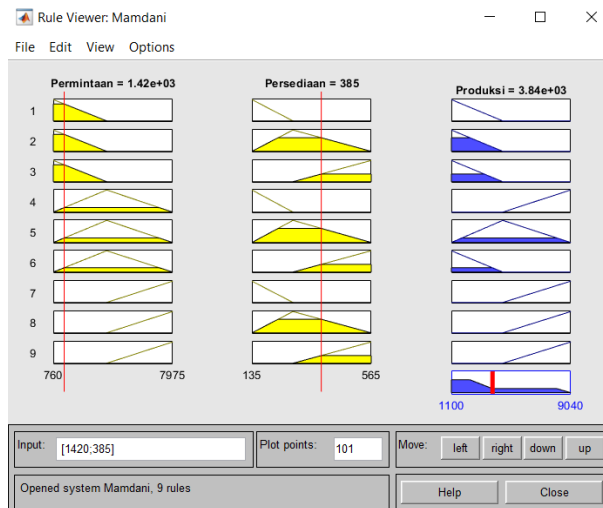 Rule Viewer: Mamdani
File Edit View Options
Permintaan = 1.42e+03 Persediaan = 385 Produksi = 3.84e+03
1
2
3
4
5
6
7
8
9
760 7975 135 565
1100 9040
Input: [1420;385] Plot points: 101 Move: left right down up
Opened system Mamdani, 9 rules Help Close